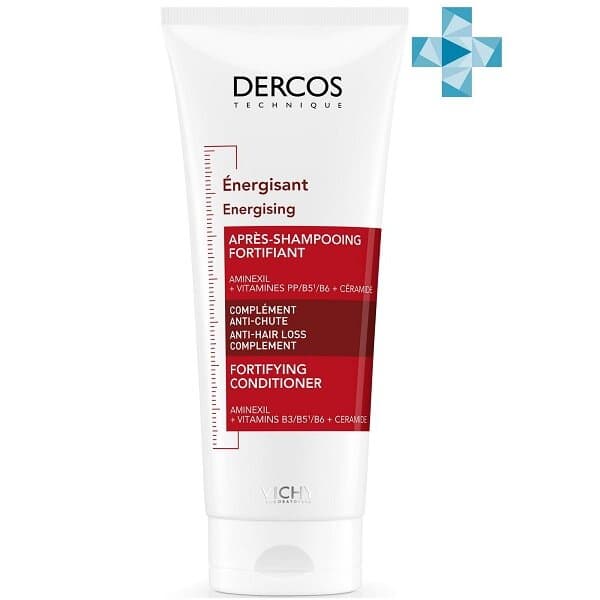 DERCOS
TECHNIQUE
Énergisant
Energising
APRÈS-SHAMPOOING
FORTIFIANT
AMINEXIL
+ VITAMINES PP/B5¹/B6 + CÉRAMIDE
COMPLÉMENT
ANTI-CHUTE
ANTI-HAIR LOSS
COMPLEMENT
FORTIFYING
CONDITIONER
AMINEXIL
+ VITAMINS B3/B5¹/B6 + CERAMIDE
VICHY
LABORATOIRES